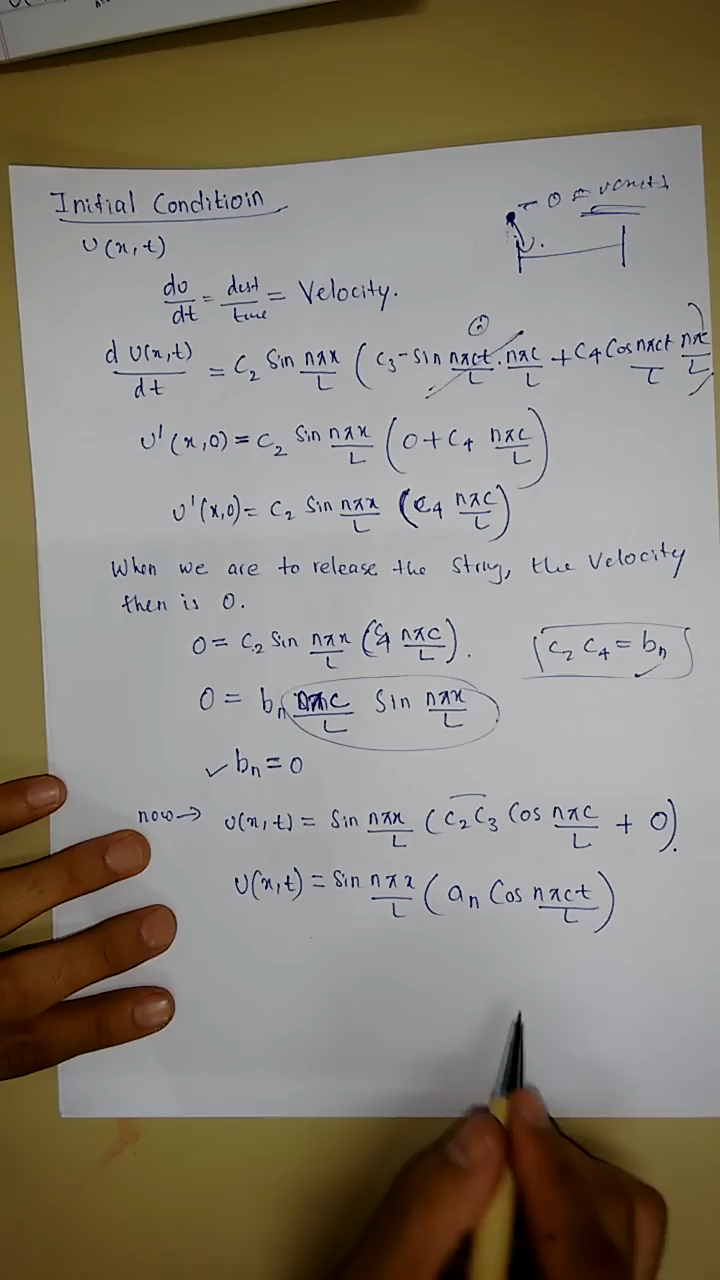 Initial Conditioin
U(x,t)
du/dt = dist/time = Velocity.
0 = velocity
d U(x,t)/dt = C₂ Sin nπx/L (C₃ - Sin nπct/L . nπc/L + C₄ Cos nπct/L nπc/L)
U'(x,0) = C₂ Sin nπx/L (0 + C₄ nπc/L)
U'(x,0) = C₂ Sin nπx/L (C₄ nπc/L)
When we are to release the String, the Velocity
then is 0.
0 = C₂ Sin nπx/L (C₄ nπc/L).
C₂ C₄ = bₙ
0 = bₙ nπc/L Sin nπx/L
✓ bₙ = 0
now → U(x,t) = Sin nπx/L (C₂C₃ Cos nπc/L + 0).
U(x,t) = Sin nπx/L (aₙ Cos nπct/L)